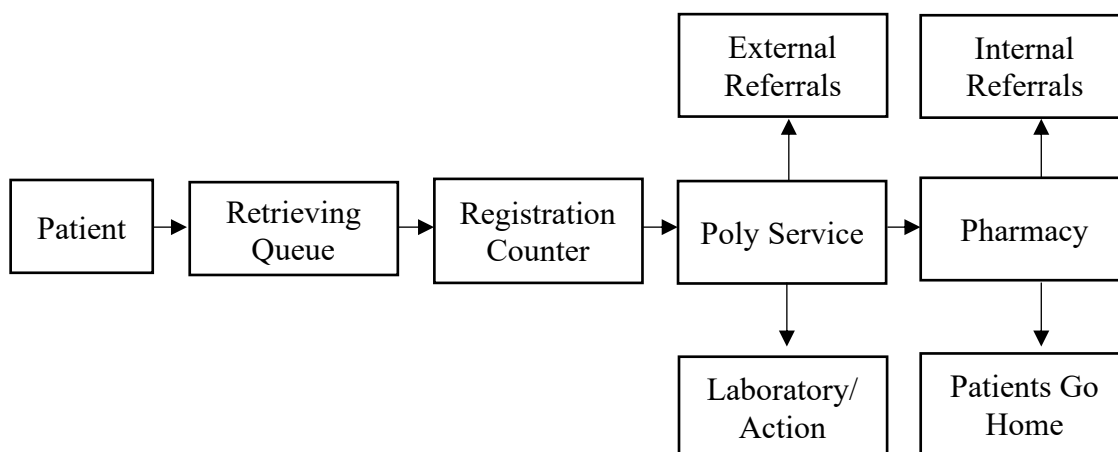 External
Referrals
Internal
Referrals
Patient
Retrieving
Queue
Registration
Counter
Poly Service
Pharmacy
Laboratory/
Action
Patients Go
Home